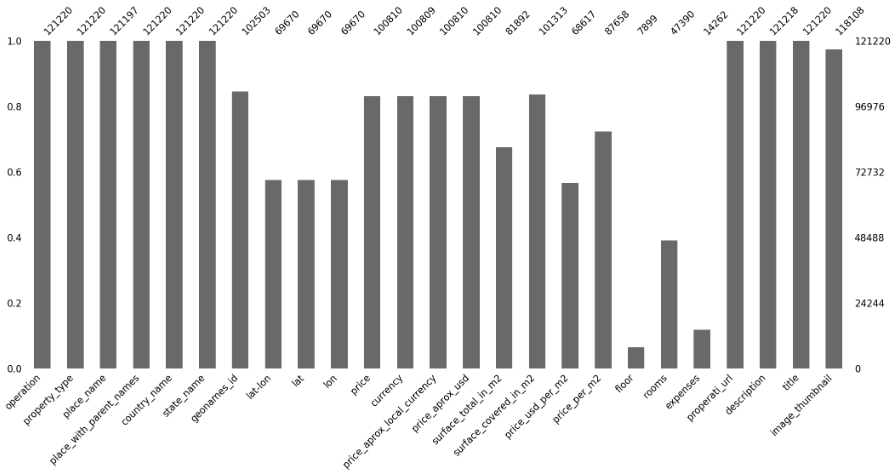 121220
121220
121197
121220
121220
121220
102503
69670
69670
69670
100810
100809
100810
100810
81892
101313
68617
87658
7899
47390
14262
121220
121218
121220
118108
1.0
0.8
0.6
0.4
0.2
0.0
121220
96976
72732
48488
24244
0
operation
property_type
place_name
place_with_parent_names
country_name
state_name
geonames_id
lat-lon
lat
lon
price
currency
price_aprox_local_currency
price_aprox_usd
surface_total_in_m2
surface_covered_in_m2
price_usd_per_m2
price_per_m2
floor
rooms
expenses
properati_url
description
title
image_thumbnail